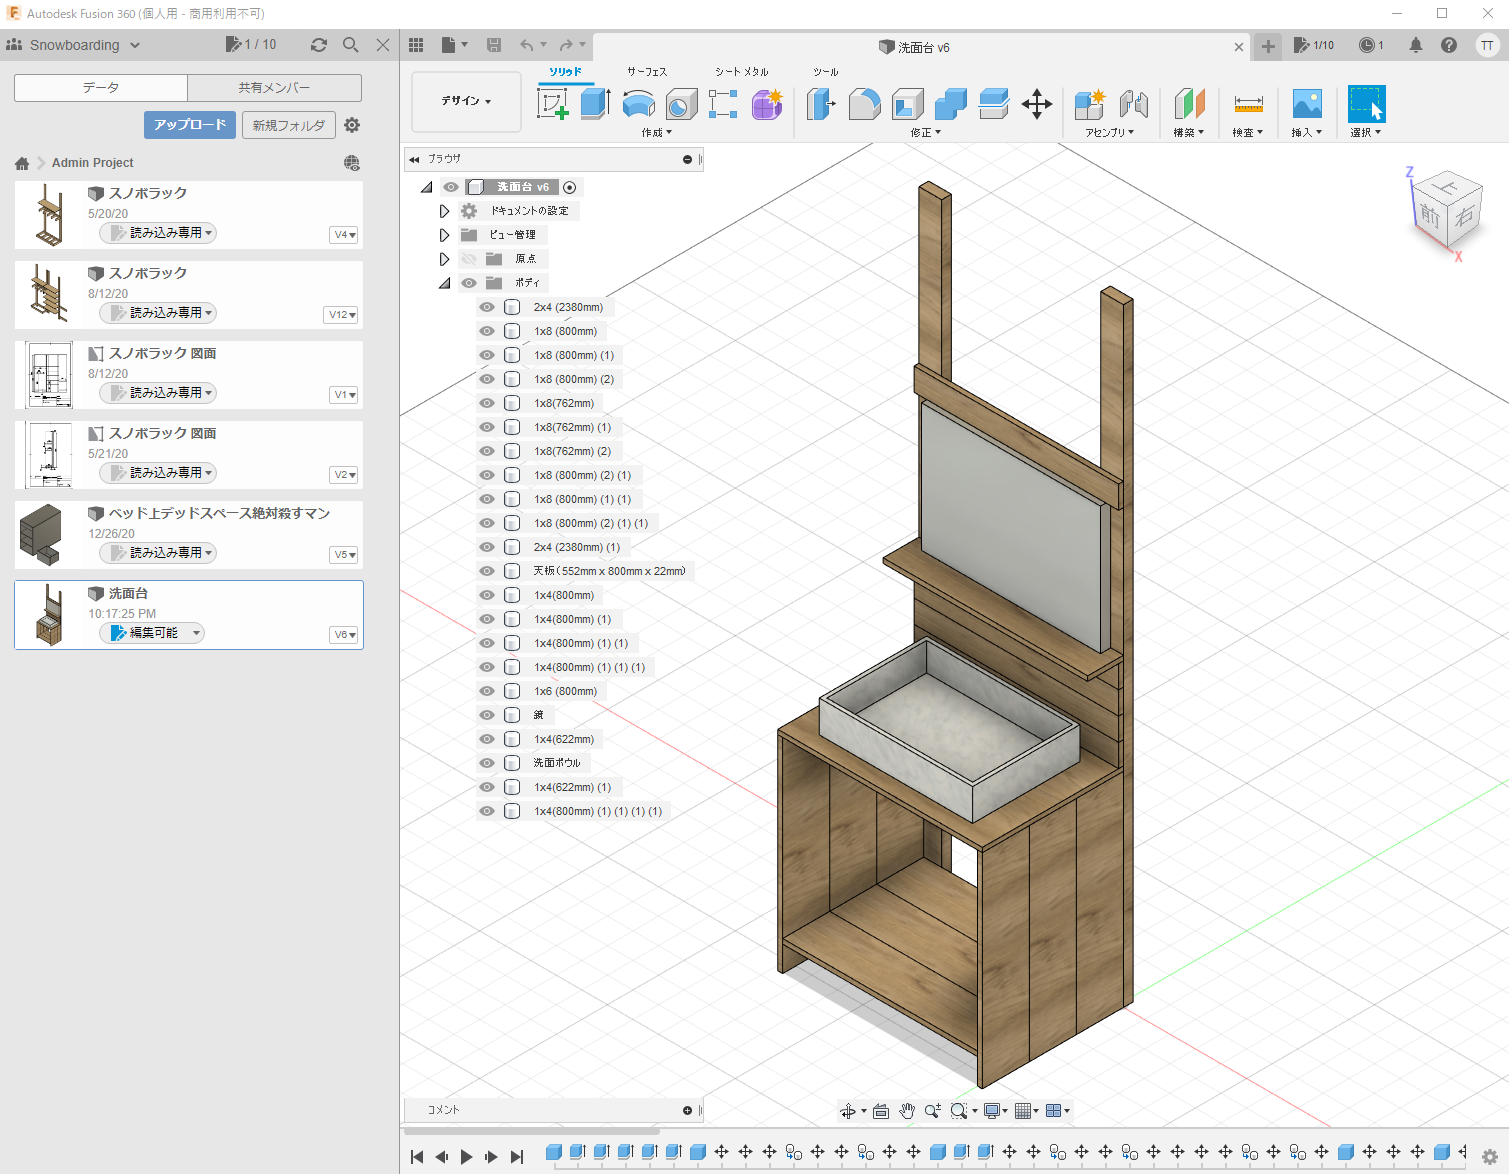 Autodesk Fusion 360 (個人用 - 商用利用不可)
Snowboarding
1 / 10
洗面台 v6
1/10
1
TT
データ
共有メンバー
アップロード
新規フォルダ
Admin Project
スノボラック
5/20/20
読み込み専用
V4
スノボラック
8/12/20
読み込み専用
V12
スノボラック 図面
8/12/20
読み込み専用
V1
スノボラック 図面
5/21/20
読み込み専用
V2
ベッド上デッドスペース絶対殺すマン
12/26/20
読み込み専用
V5
洗面台
10:17:25 PM
編集可能
V6
デザイン
ソリッド
サーフェス
シート メタル
ツール
作成
修正
アセンブリ
構築
検査
挿入
選択
ブラウザ
洗面台 v6
ドキュメントの設定
ビュー管理
原点
ボディ
2x4 (2380mm)
1x8 (800mm)
1x8 (800mm) (1)
1x8 (800mm) (2)
1x8(762mm)
1x8(762mm) (1)
1x8(762mm) (2)
1x8 (800mm) (2) (1)
1x8 (800mm) (1) (1)
1x8 (800mm) (2) (1) (1)
2x4 (2380mm) (1)
天板(552mm x 800mm x 22mm)
1x4(800mm)
1x4(800mm) (1)
1x4(800mm) (1) (1)
1x4(800mm) (1) (1) (1)
1x6 (800mm)
鏡
1x4(622mm)
洗面ボウル
1x4(622mm) (1)
1x4(800mm) (1) (1) (1) (1)
Z
上
前
右
X
コメント